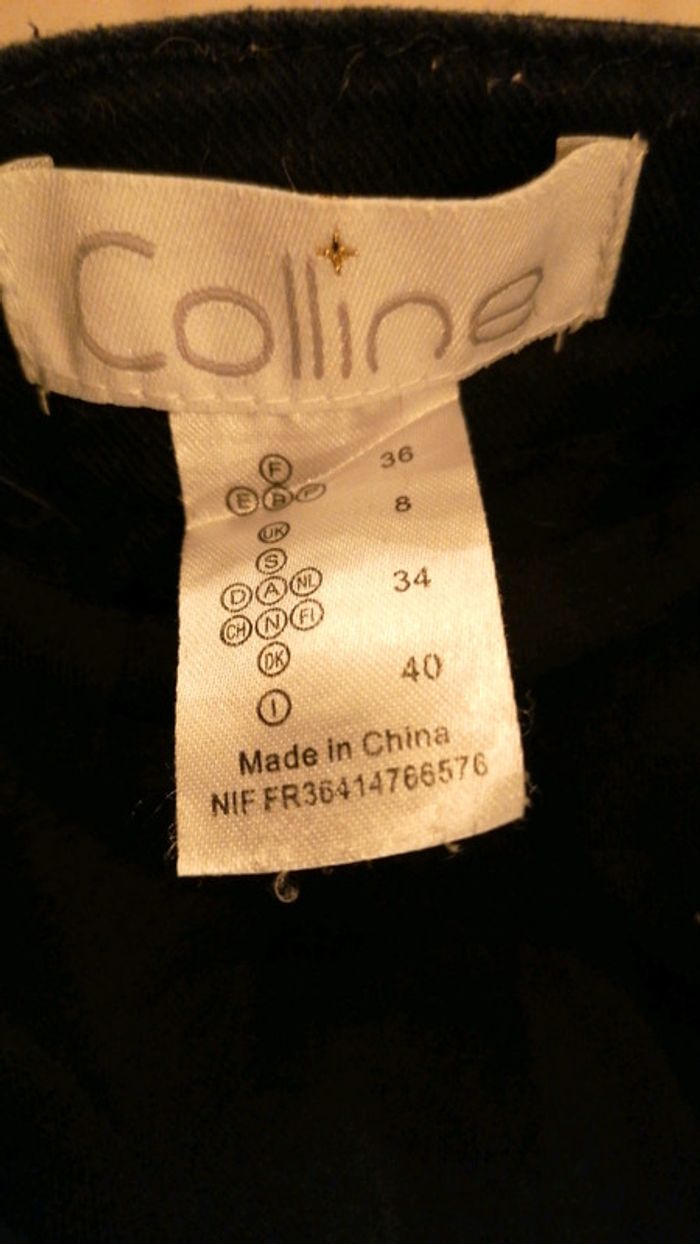 Colline
F 36
E B P
UK 8
S
D A NL 34
CH N FI
DK
I 40
Made in China
NIF FR36414766576